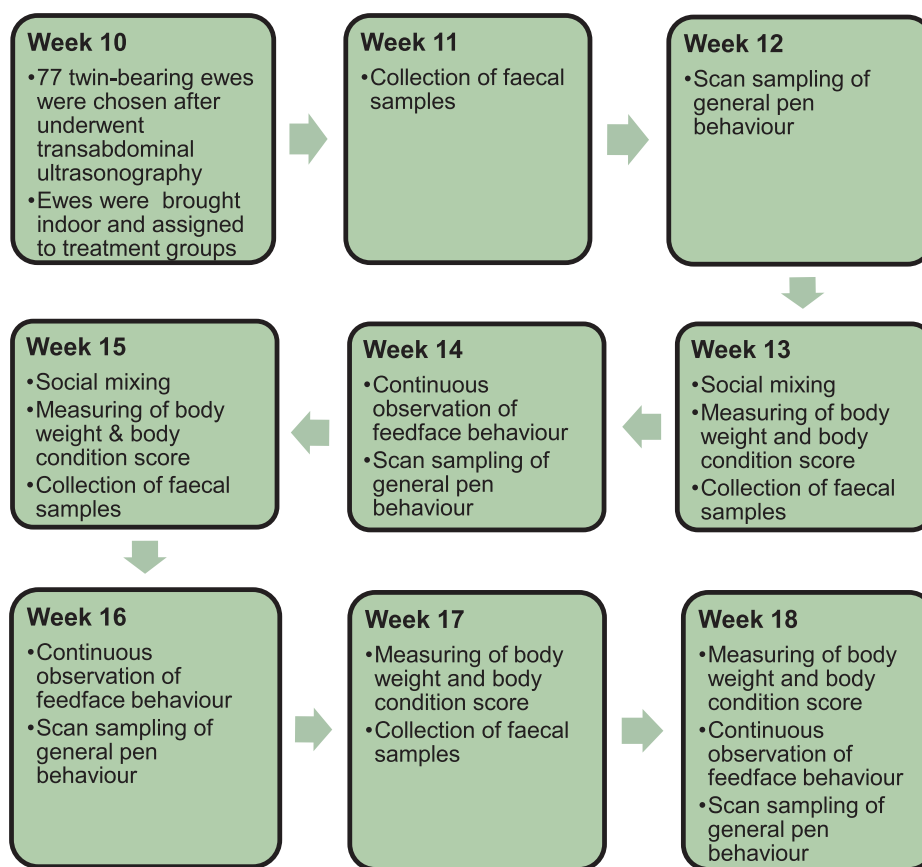 Week 10
•77 twin-bearing ewes
were chosen after
underwent
transabdominal
ultrasonography
•Ewes were brought
indoor and assigned
to treatment groups
Week 11
•Collection of faecal
samples
Week 12
•Scan sampling of
general pen
behaviour
Week 13
•Social mixing
•Measuring of body
weight and body
condition score
•Collection of faecal
samples
Week 14
•Continuous
observation of
feedface behaviour
•Scan sampling of
general pen
behaviour
Week 15
•Social mixing
•Measuring of body
weight & body
condition score
•Collection of faecal
samples
Week 16
•Continuous
observation of
feedface behaviour
•Scan sampling of
general pen
behaviour
Week 17
•Measuring of body
weight and body
condition score
•Collection of faecal
samples
Week 18
•Measuring of body
weight and body
condition score
•Continuous
observation of
feedface behaviour
•Scan sampling of
general pen
behaviour